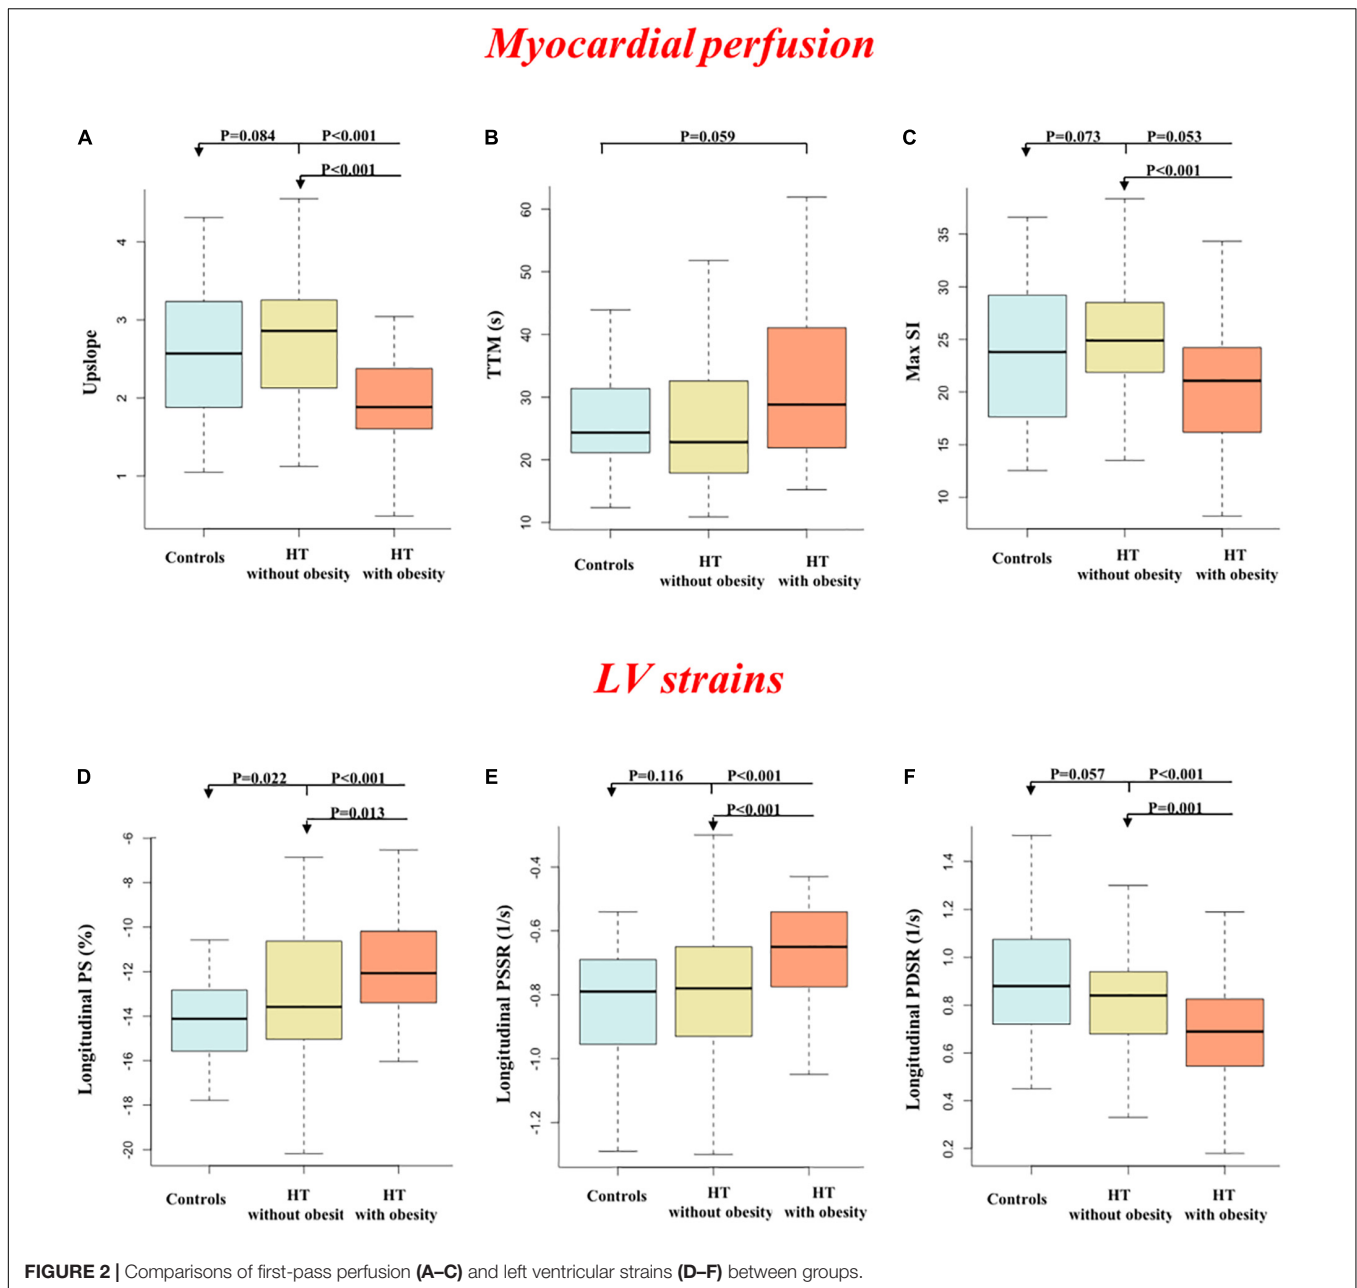 Myocardial perfusion
A
P=0.084 P<0.001
P<0.001
Upslope
4
3
2
1
Controls
HT
without obesity
HT
with obesity
B
P=0.059
TTM (s)
60
50
40
30
20
10
Controls
HT
without obesity
HT
with obesity
C
P=0.073 P=0.053
P<0.001
Max SI
35
30
25
20
15
10
Controls
HT
without obesity
HT
with obesity
LV strains
D
P=0.022 P<0.001
P=0.013
Longitudinal PS (%)
-6
-8
-10
-12
-14
-16
-18
-20
Controls
HT
without obesit
HT
with obesity
E
P=0.116 P<0.001
P<0.001
Longitudinal PSSR (1/s)
-0.4
-0.6
-0.8
-1.0
-1.2
Controls
HT
without obesity
HT
with obesity
F
P=0.057 P<0.001
P=0.001
Longitudinal PDSR (1/s)
1.4
1.2
1.0
0.8
0.6
0.4
0.2
Controls
HT
without obesity
HT
with obesity
FIGURE 2 | Comparisons of first-pass perfusion (A–C) and left ventricular strains (D–F) between groups.